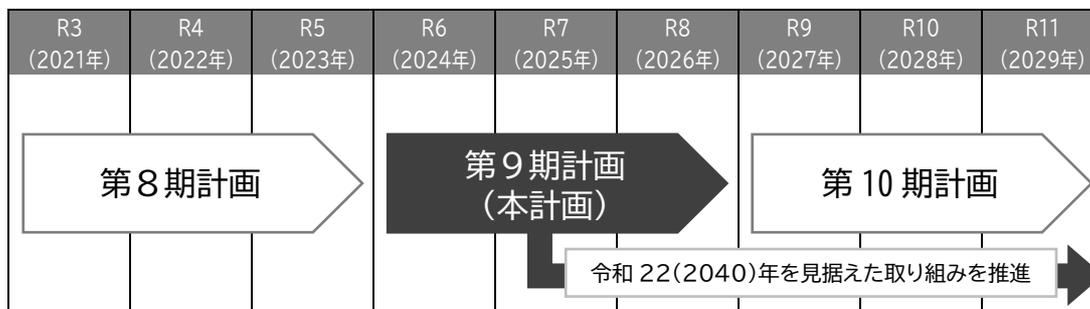 R3
(2021年)
R4
(2022年)
R5
(2023年)
R6
(2024年)
R7
(2025年)
R8
(2026年)
R9
(2027年)
R10
(2028年)
R11
(2029年)
第８期計画
第９期計画
（本計画）
第 10 期計画
令和 22(2040)年を見据えた取り組みを推進